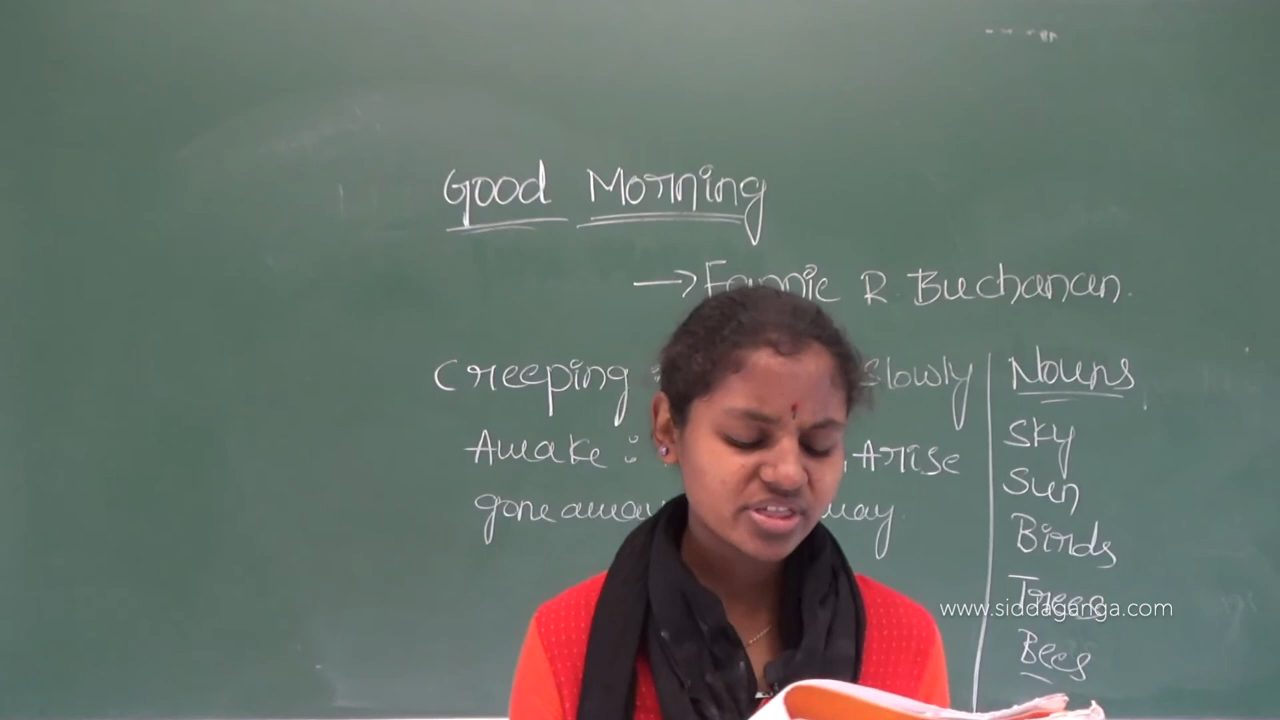 Good Morning
→ Fannie R. Buchanan.
Creeping : Slowly
Awake : , Arise
gone away way.
Nouns
Sky
Sun
Birds
Trees
Bees
www.siddaganga.com